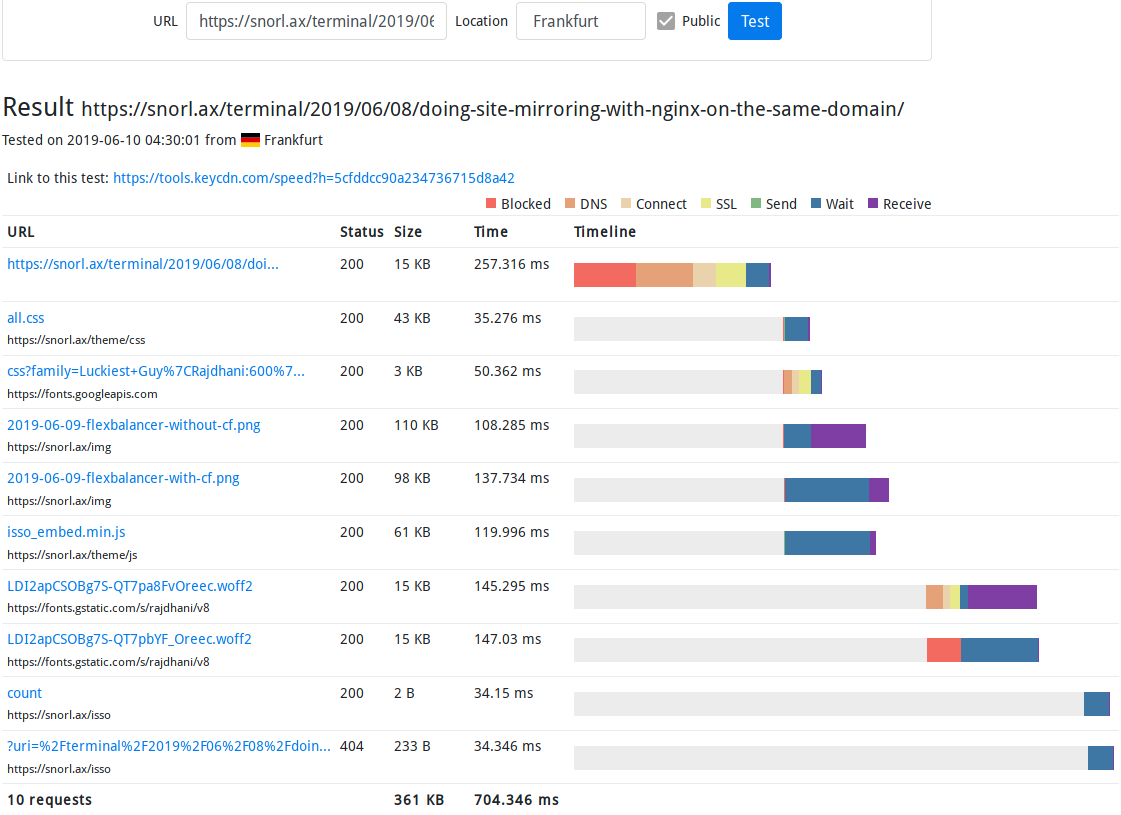 URL https://snorl.ax/terminal/2019/06 Location Frankfurt Public Test
Result https://snorl.ax/terminal/2019/06/08/doing-site-mirroring-with-nginx-on-the-same-domain/
Tested on 2019-06-10 04:30:01 from Frankfurt
Link to this test: https://tools.keycdn.com/speed?h=5cfddcc90a234736715d8a42
Blocked DNS Connect SSL Send Wait Receive
URL Status Size Time Timeline
https://snorl.ax/terminal/2019/06/08/doi... 200 15 KB 257.316 ms
all.css 200 43 KB 35.276 ms
https://snorl.ax/theme/css
css?family=Luckiest+Guy%7CRajdhani:600%7... 200 3 KB 50.362 ms
https://fonts.googleapis.com
2019-06-09-flexbalancer-without-cf.png 200 110 KB 108.285 ms
https://snorl.ax/img
2019-06-09-flexbalancer-with-cf.png 200 98 KB 137.734 ms
https://snorl.ax/img
isso_embed.min.js 200 61 KB 119.996 ms
https://snorl.ax/theme/js
LDI2apCSOBg7S-QT7pa8FvOreec.woff2 200 15 KB 145.295 ms
https://fonts.gstatic.com/s/rajdhani/v8
LDI2apCSOBg7S-QT7pbYF_Oreec.woff2 200 15 KB 147.03 ms
https://fonts.gstatic.com/s/rajdhani/v8
count 200 2 B 34.15 ms
https://snorl.ax/isso
?uri=%2Fterminal%2F2019%2F06%2F08%2Fdoin... 404 233 B 34.346 ms
https://snorl.ax/isso
10 requests 361 KB 704.346 ms